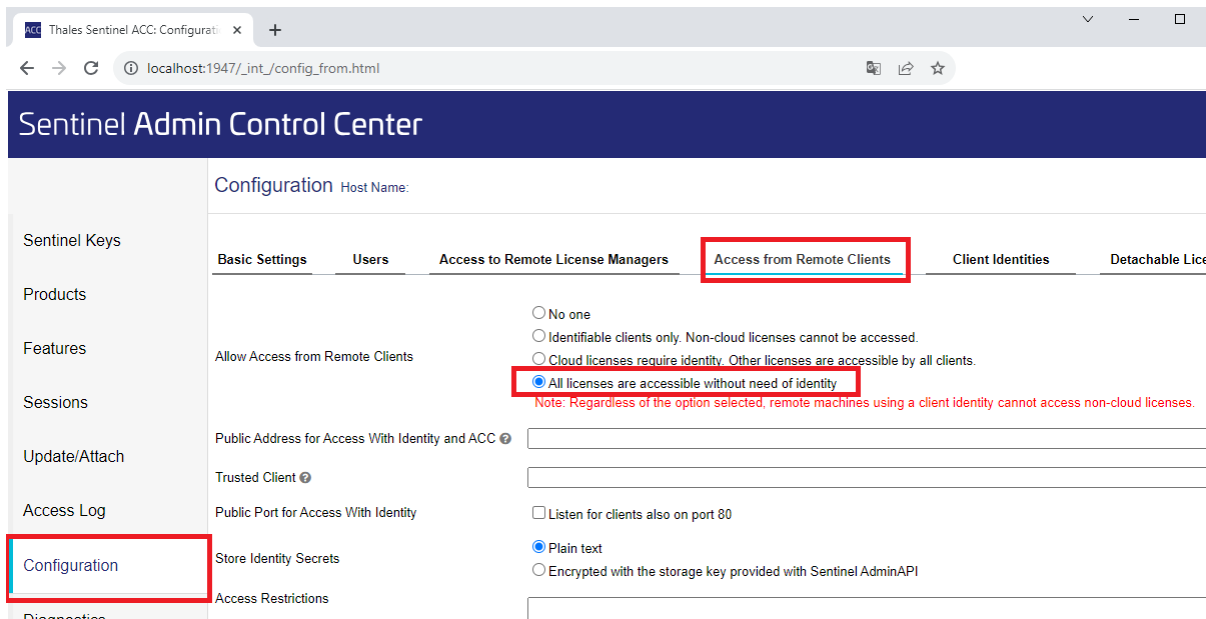 ACC Thales Sentinel ACC: Configurati
localhost:1947/_int_/config_from.html
Sentinel Admin Control Center
Configuration Host Name:
Sentinel Keys
Products
Features
Sessions
Update/Attach
Access Log
Configuration
Diagnostics
Basic Settings Users Access to Remote License Managers Access from Remote Clients Client Identities Detachable Lice
Allow Access from Remote Clients
No one
Identifiable clients only. Non-cloud licenses cannot be accessed.
Cloud licenses require identity. Other licenses are accessible by all clients.
All licenses are accessible without need of identity
Note: Regardless of the option selected, remote machines using a client identity cannot access non-cloud licenses.
Public Address for Access With Identity and ACC ?
Trusted Client ?
Public Port for Access With Identity
Listen for clients also on port 80
Store Identity Secrets
Plain text
Encrypted with the storage key provided with Sentinel AdminAPI
Access Restrictions